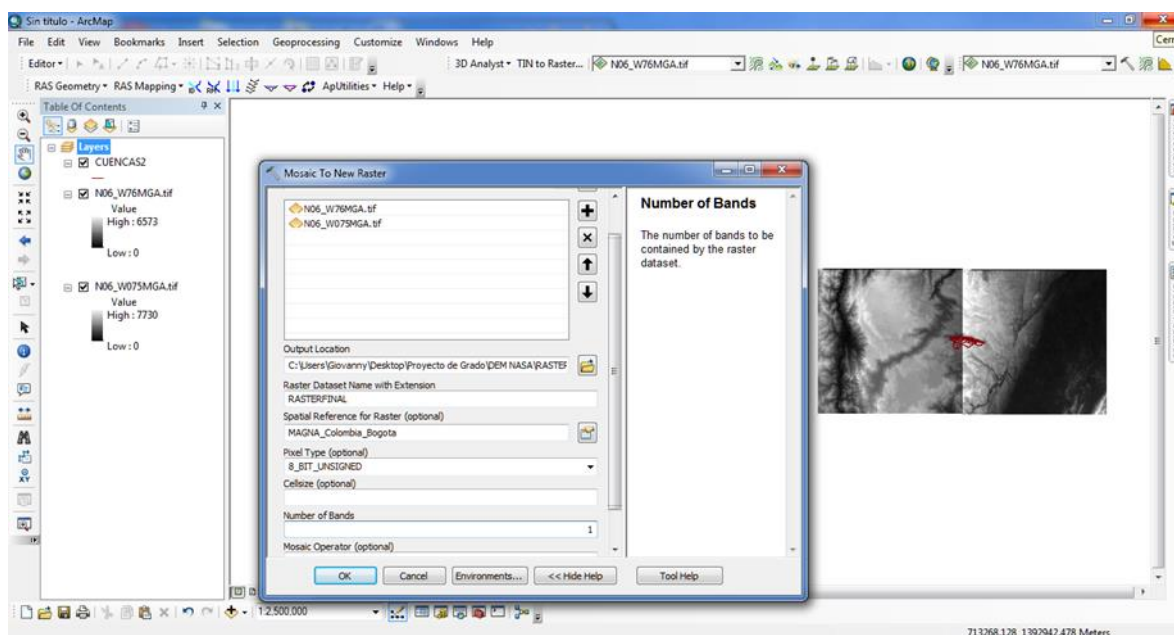 Sin título - ArcMap
File Edit View Bookmarks Insert Selection Geoprocessing Customize Windows Help
Cerr
Editor
3D Analyst TIN to Raster... N06_W76MGA.tif
N06_W76MGA.tif
RAS Geometry RAS Mapping ApUtilities Help
Table Of Contents
Layers
CUENCAS2
N06_W76MGA.tif
Value
High : 6573
Low : 0
N06_W075MGA.tif
Value
High : 7730
Low : 0
Mosaic To New Raster
N06_W76MGA.tif
N06_W075MGA.tif
Output Location
C:\Users\Giovanny\Desktop\Proyecto de Grado\DEM NASA\RASTER
Raster Dataset Name with Extension
RASTERFINAL
Spatial Reference for Raster (optional)
MAGNA_Colombia_Bogota
Pixel Type (optional)
8_BIT_UNSIGNED
Cellsize (optional)
Number of Bands
1
Mosaic Operator (optional)
OK Cancel Environments... << Hide Help Tool Help
Number of Bands
The number of bands to be
contained by the raster
dataset.
1:2.500.000
713268,128 1392942,478 Meters